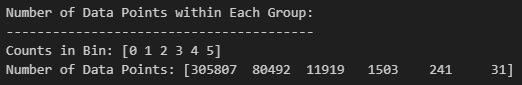 Number of Data Points within Each Group:
---------------------------------------
Counts in Bin: [0 1 2 3 4 5]
Number of Data Points: [305807  80492  11919   1503    241     31]